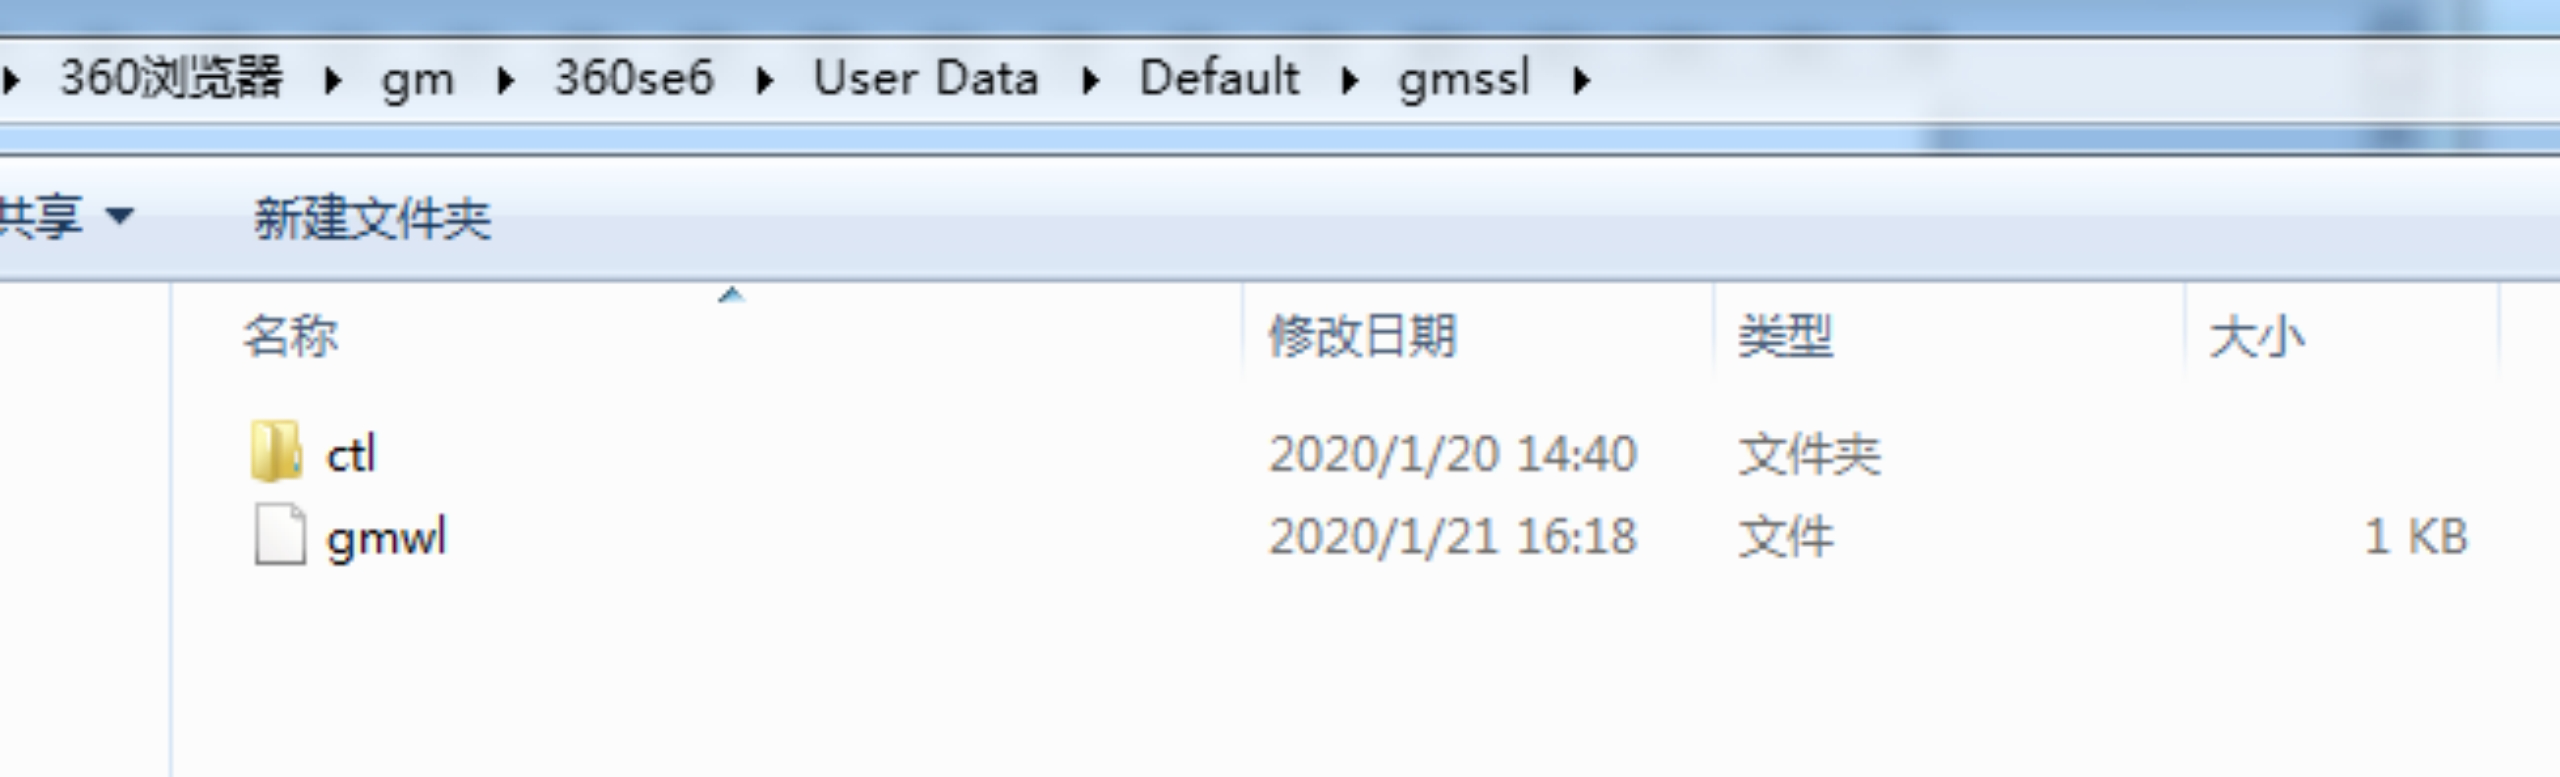 360浏览器 gm 360se6 User Data Default gmssl
共享 新建文件夹
名称 修改日期 类型 大小
ctl 2020/1/20 14:40 文件夹
gmwl 2020/1/21 16:18 文件 1 KB